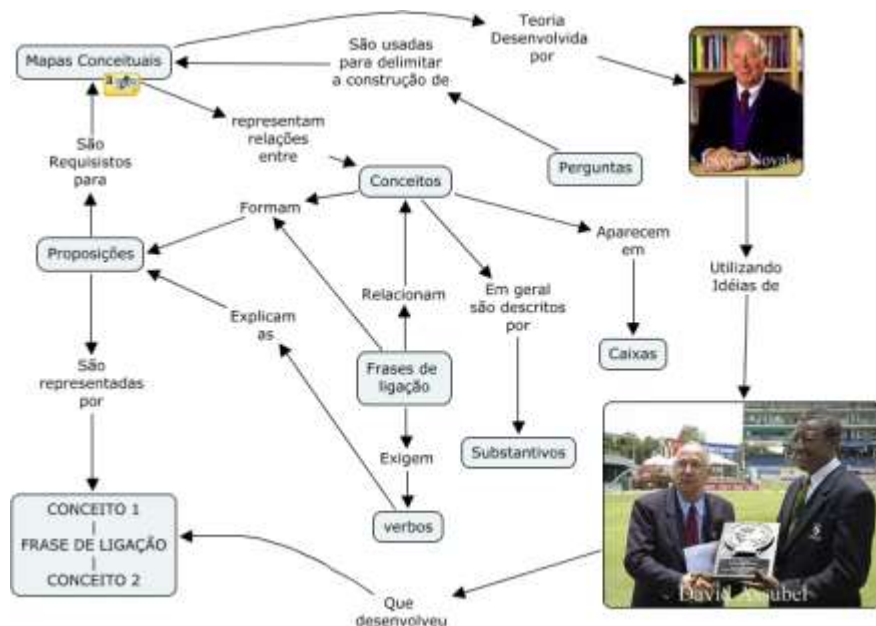 Teoria
Desenvolvida
por
São usadas
para delimitar
a construção de
Mapas Conceituais
representam
relações
entre
Joseph Novak
São
Requisistos
para
Perguntas
Conceitos
Formam
Aparecem
em
Proposições
Utilizando
Idéias de
Em geral
são descritos
por
Relacionam
Explicam
as
Caixas
São
representadas
por
Frases de
ligação
Substantivos
Exigem
CONCEITO 1
|
FRASE DE LIGAÇÃO
|
CONCEITO 2
verbos
David Ausubel
Que
desenvolveu